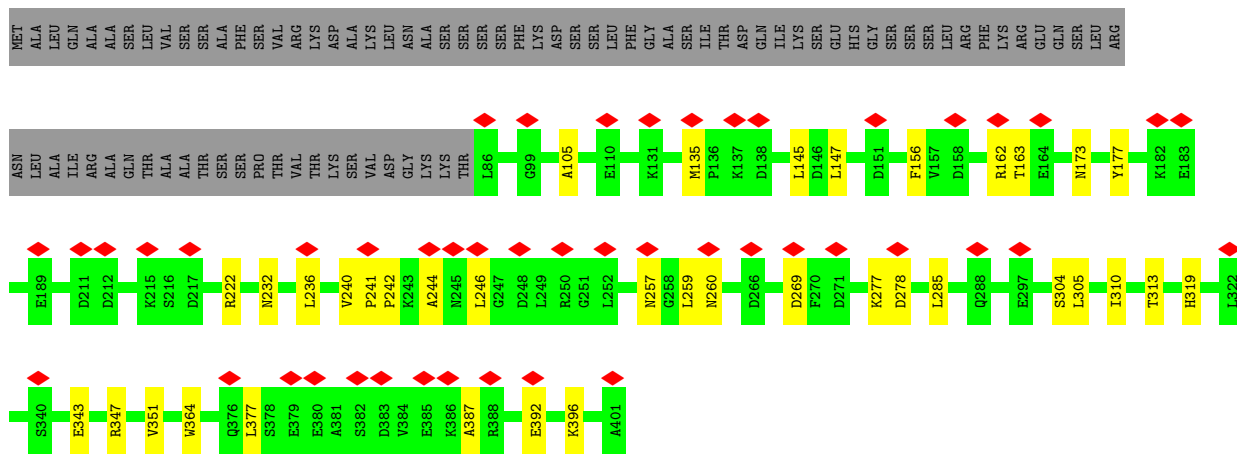 MET ALA LEU GLN ALA ALA SER LEU VAL SER SER ALA PHE SER VAL ARG LYS ASP ALA LYS LEU ASN ALA SER SER SER SER PHE LYS ASP SER SER LEU PHE GLY ALA SER ILE THR ASP GLN ILE LYS SER GLU HIS GLY SER SER SER LEU ARG PHE LYS ARG GLU GLN SER LEU ARG
ASN LEU ALA ILE ARG ALA GLN THR ALA ALA THR SER SER PRO THR VAL THR LYS SER VAL ASP GLY LYS LYS THR L86 G99 A105 E110 K131 M135 P136 K137 D138 L145 D146 L147 D151 F156 V157 D158 R162 T163 E164 N173 Y177 K182 E183
E189 D211 D212 K215 S216 D217 R222 N232 L236 V240 P241 P242 K243 A244 N245 L246 G247 D248 L249 R250 G251 L252 N257 G258 L259 N260 D266 D269 F270 D271 K277 D278 L285 Q288 E297 S304 L305 I310 T313 H319 L322
S340 E343 R347 V351 W364 Q376 L377 S378 E379 E380 A381 S382 D383 V384 E385 K386 A387 R388 E392 K396 A401